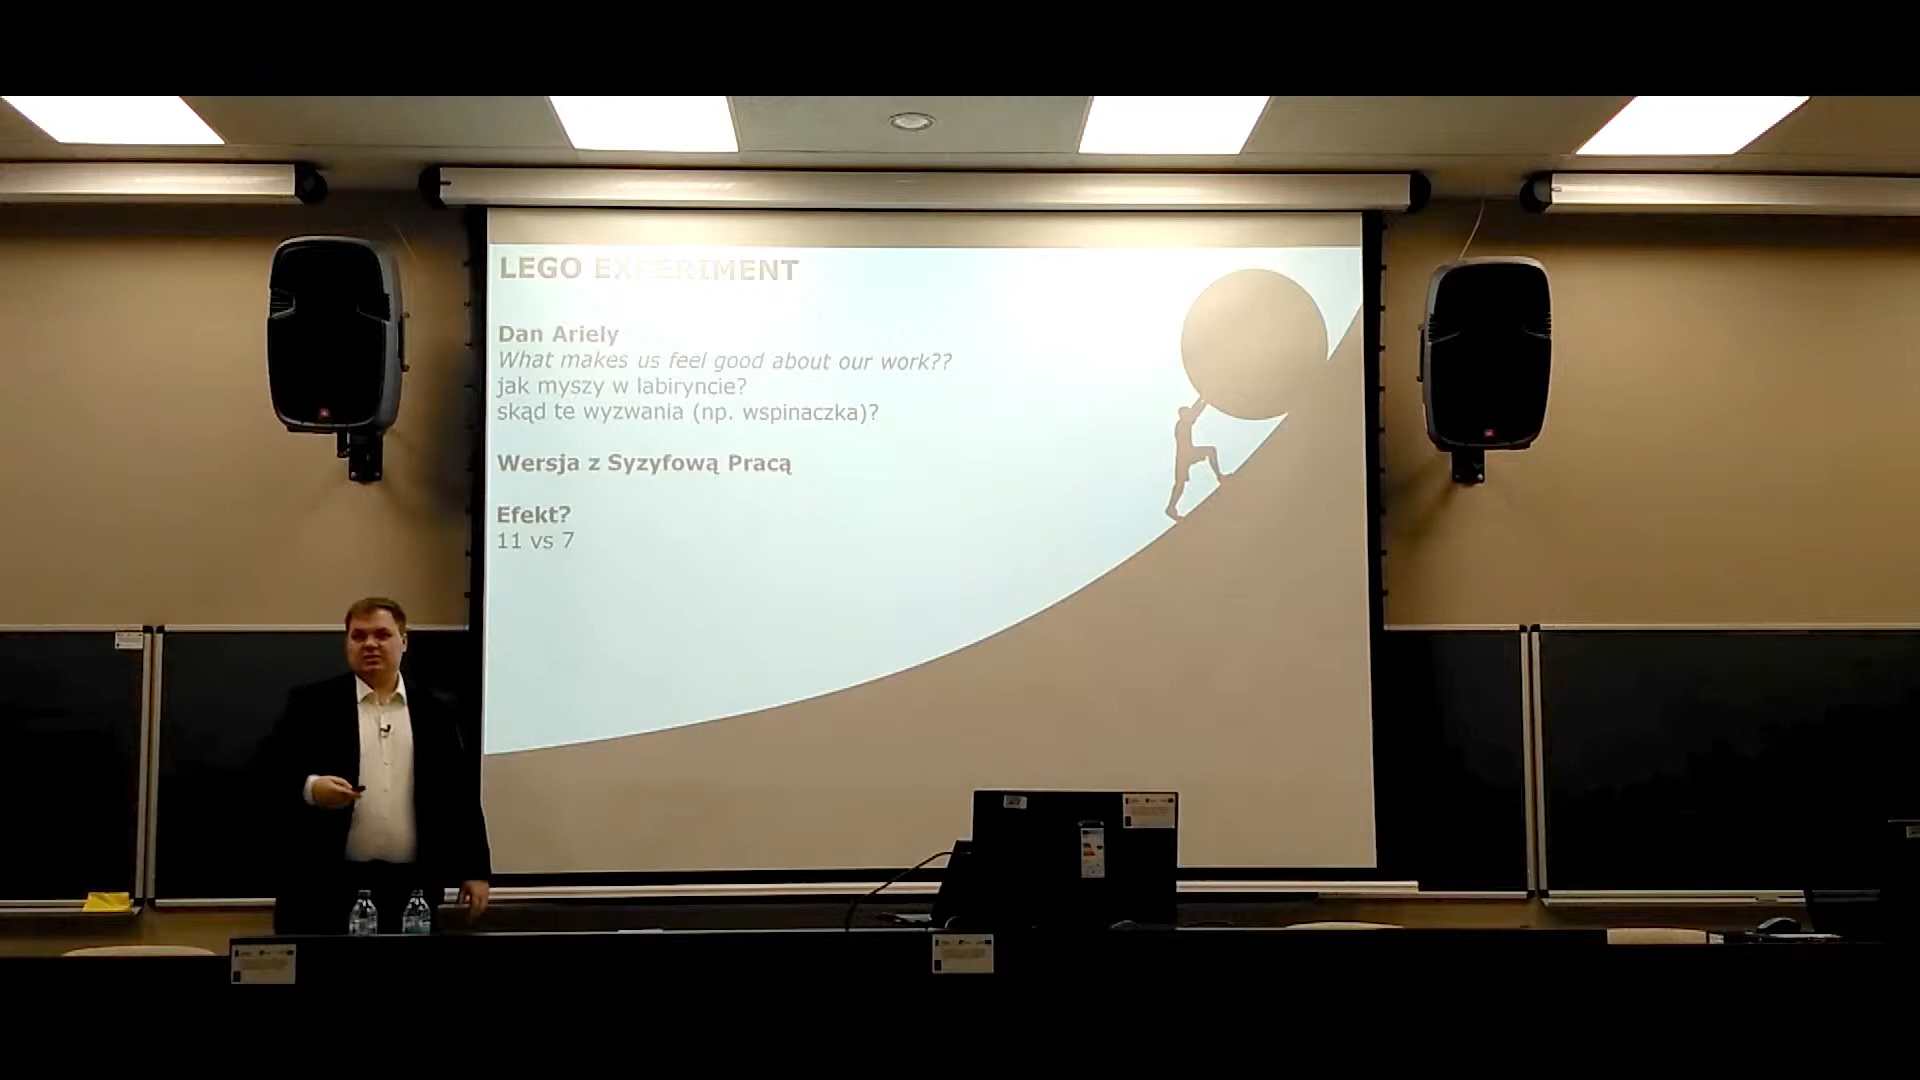 LEGO EXPERIMENT
Dan Ariely
What makes us feel good about our work??
jak myszy w labiryncie?
skąd te wyzwania (np. wspinaczka)?
Wersja z Syzyfową Pracą
Efekt?
11 vs 7